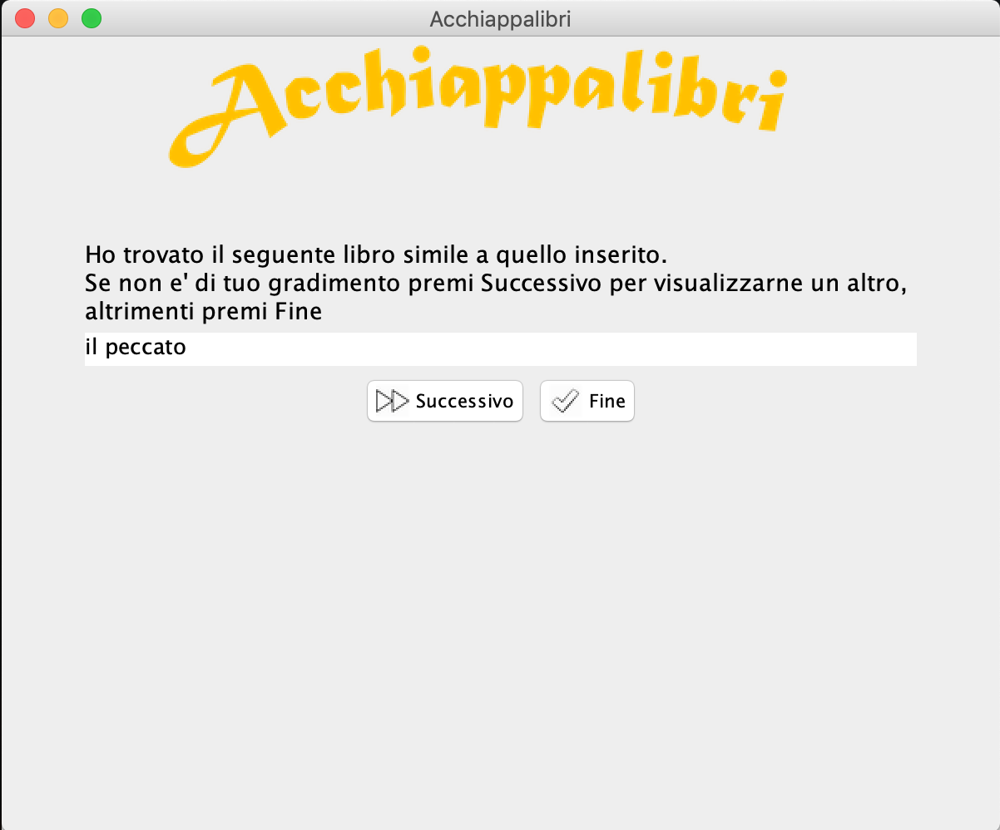 Acchiappalibri
Acchiappalibri
Ho trovato il seguente libro simile a quello inserito.
Se non e' di tuo gradimento premi Successivo per visualizzarne un altro,
altrimenti premi Fine
il peccato
Successivo Fine